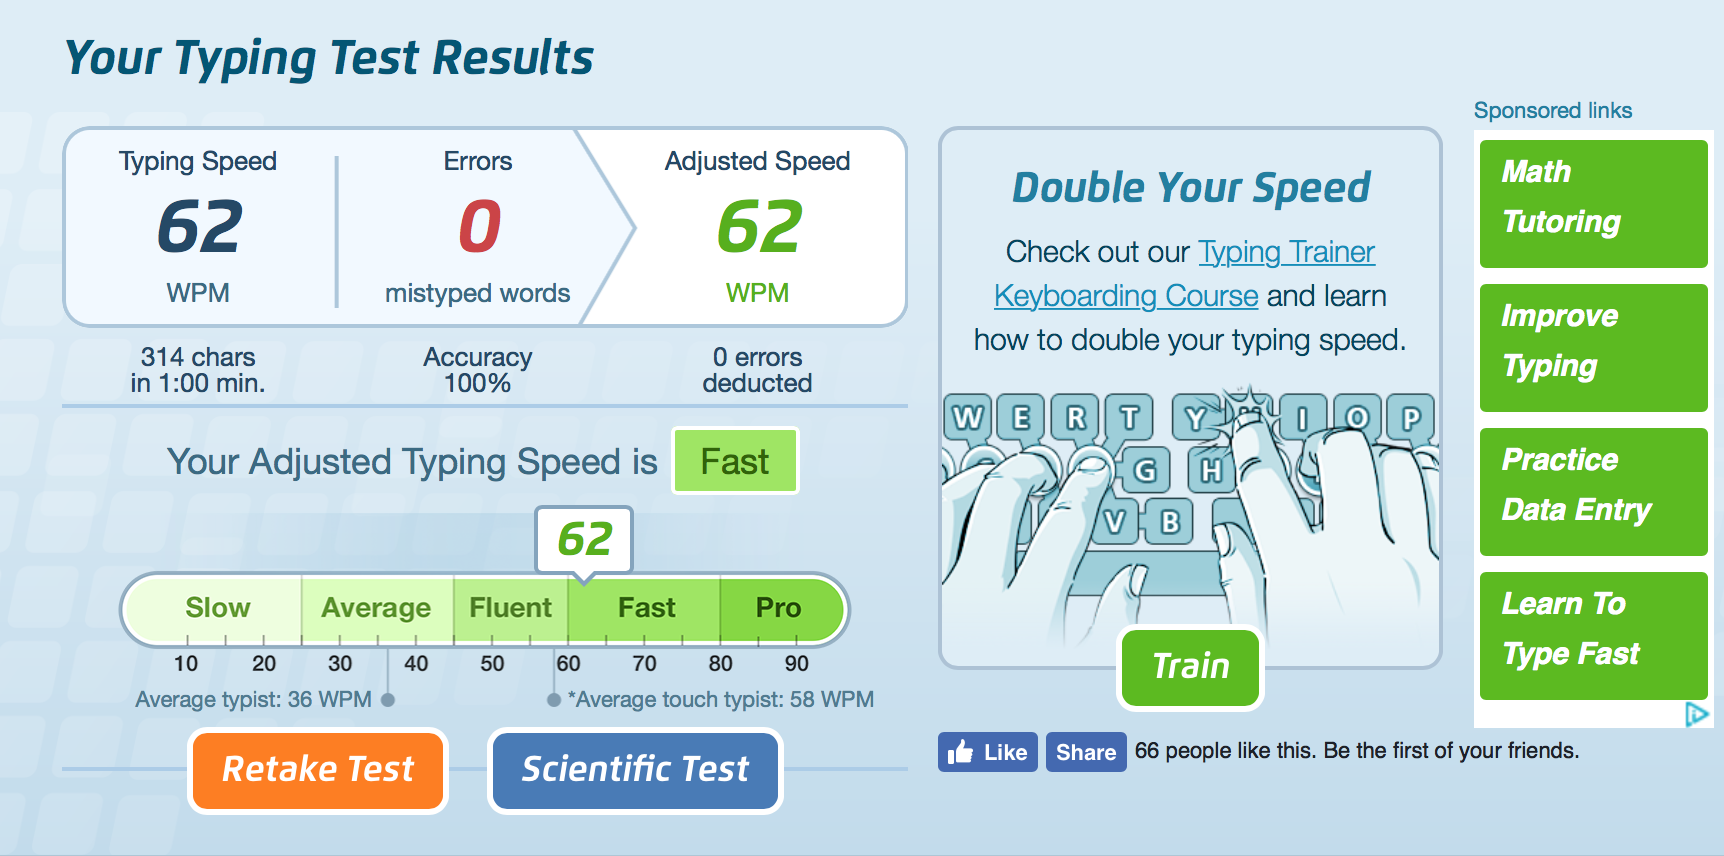 Your Typing Test Results
Typing Speed
62
WPM
Errors
0
mistyped words
Adjusted Speed
62
WPM
314 chars
in 1:00 min.
Accuracy
100%
0 errors
deducted
Your Adjusted Typing Speed is Fast
62
Slow Average Fluent Fast Pro
10 20 30 40 50 60 70 80 90
Average typist: 36 WPM
*Average touch typist: 58 WPM
Retake Test
Scientific Test
Double Your Speed
Check out our Typing Trainer
Keyboarding Course and learn
how to double your typing speed.
W E R T Y I O P
G H
V B
Train
Like Share 66 people like this. Be the first of your friends.
Sponsored links
Math
Tutoring
Improve
Typing
Practice
Data Entry
Learn To
Type Fast